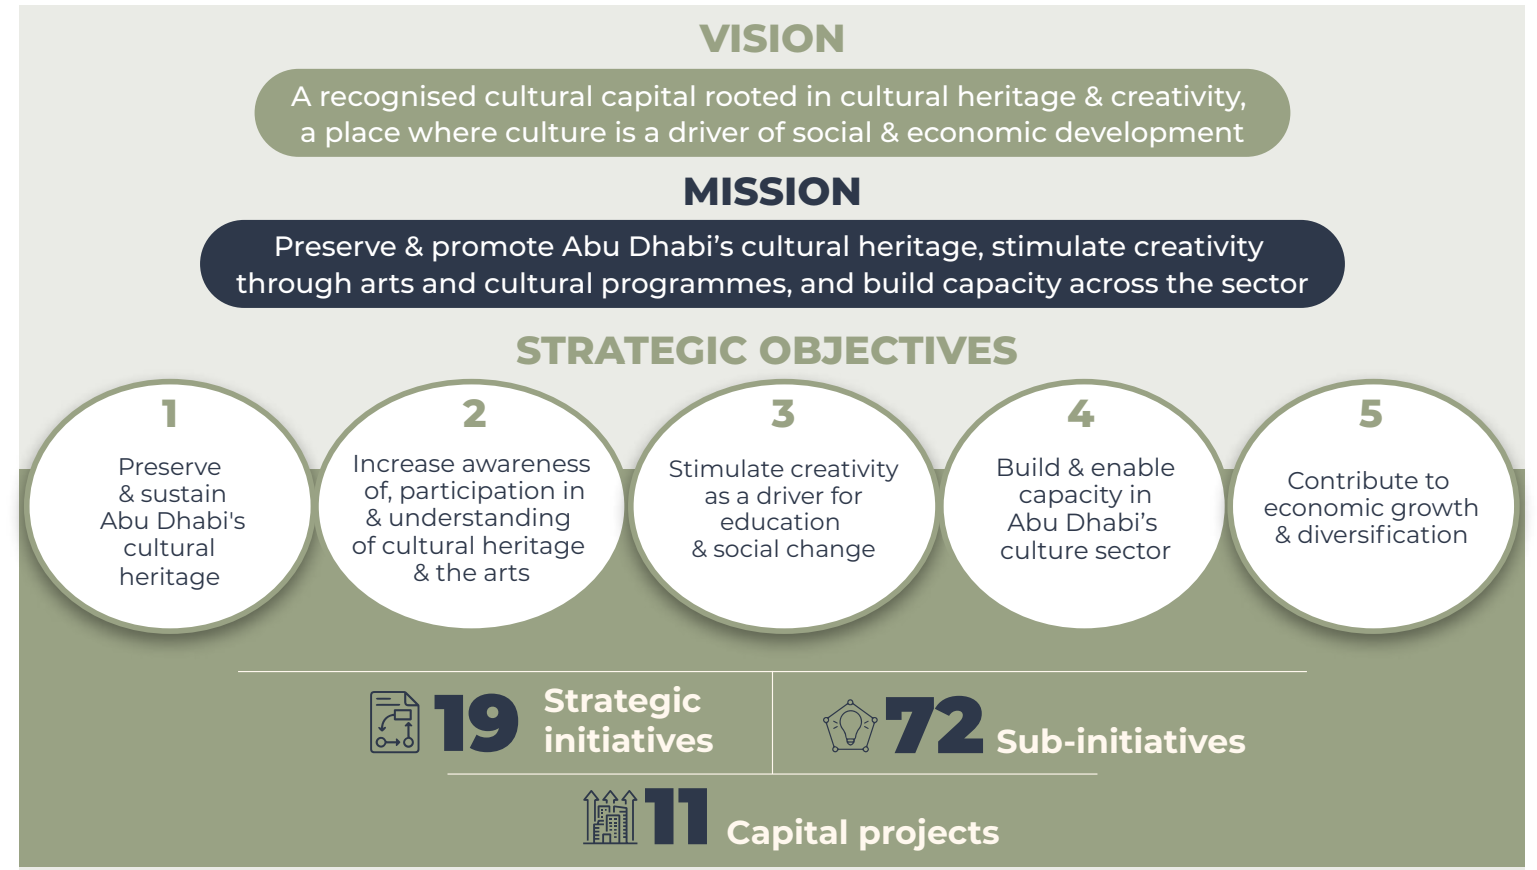 VISION
A recognised cultural capital rooted in cultural heritage & creativity,
a place where culture is a driver of social & economic development
MISSION
Preserve & promote Abu Dhabi’s cultural heritage, stimulate creativity
through arts and cultural programmes, and build capacity across the sector
STRATEGIC OBJECTIVES
1
Preserve
& sustain
Abu Dhabi's
cultural
heritage
2
Increase awareness
of, participation in
& understanding
of cultural heritage
& the arts
3
Stimulate creativity
as a driver for
education
& social change
4
Build & enable
capacity in
Abu Dhabi’s
culture sector
5
Contribute to
economic growth
& diversification
19
Strategic
initiatives
72 Sub-initiatives
11 Capital projects